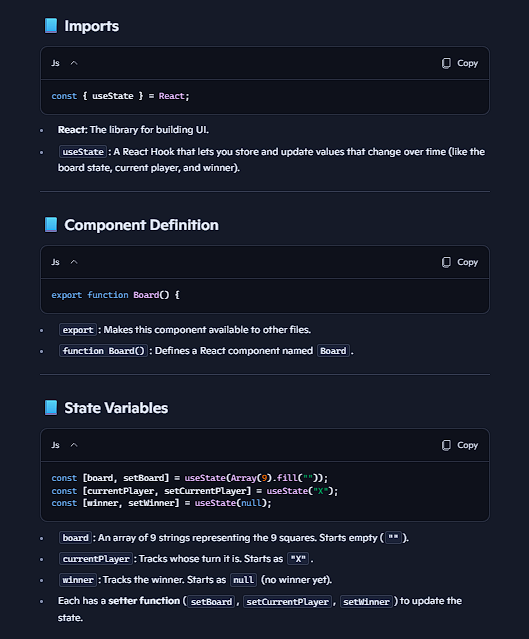 Imports
Js Copy
const { useState } = React;
React: The library for building UI.
useState: A React Hook that lets you store and update values that change over time (like the
board state, current player, and winner).
Component Definition
Js Copy
export function Board() {
export: Makes this component available to other files.
function Board(): Defines a React component named Board.
State Variables
Js Copy
const [board, setBoard] = useState(Array(9).fill(""));
const [currentPlayer, setCurrentPlayer] = useState("X");
const [winner, setWinner] = useState(null);
board: An array of 9 strings representing the 9 squares. Starts empty ("").
currentPlayer: Tracks whose turn it is. Starts as "X".
winner: Tracks the winner. Starts as null (no winner yet).
Each has a setter function (setBoard, setCurrentPlayer, setWinner) to update the
state.